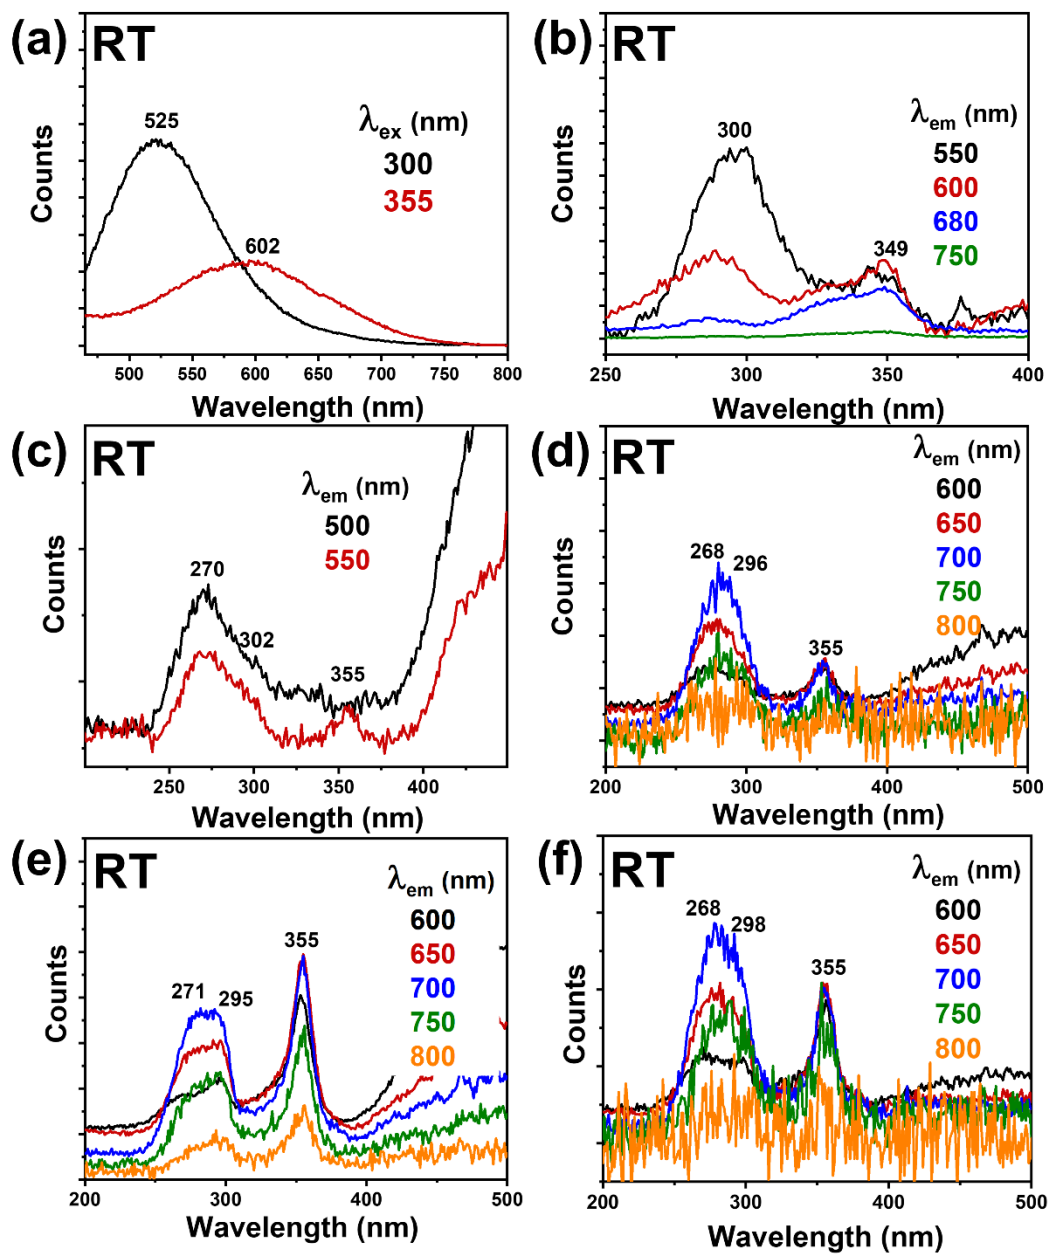 (a)
RT
525
602
λex (nm)
300
355
Counts
500 550 600 650 700 750 800
Wavelength (nm)
(b)
RT
300
349
λem (nm)
550
600
680
750
Counts
250 300 350 400
Wavelength (nm)
(c)
RT
270
302
355
λem (nm)
500
550
Counts
250 300 350 400
Wavelength (nm)
(d)
RT
268
296
355
λem (nm)
600
650
700
750
800
Counts
200 300 400 500
Wavelength (nm)
(e)
RT
271
295
355
λem (nm)
600
650
700
750
800
Counts
200 300 400 500
Wavelength (nm)
(f)
RT
268
298
355
λem (nm)
600
650
700
750
800
Counts
200 300 400 500
Wavelength (nm)